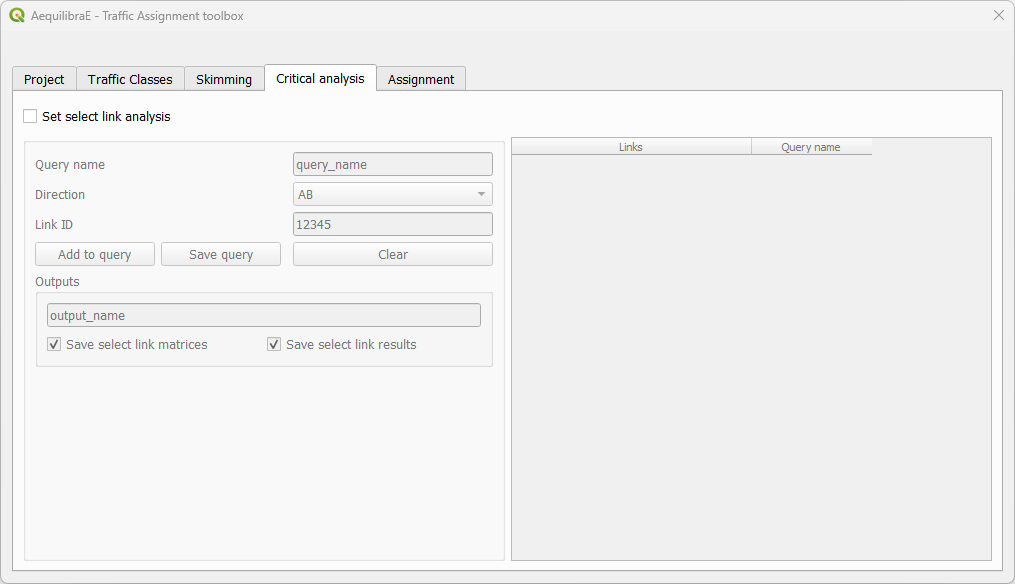 AequilibraE - Traffic Assignment toolbox
Project Traffic Classes Skimming Critical analysis Assignment
Set select link analysis
Links Query name
Query name query_name
Direction AB
Link ID 12345
Add to query Save query Clear
Outputs
output_name
Save select link matrices Save select link results